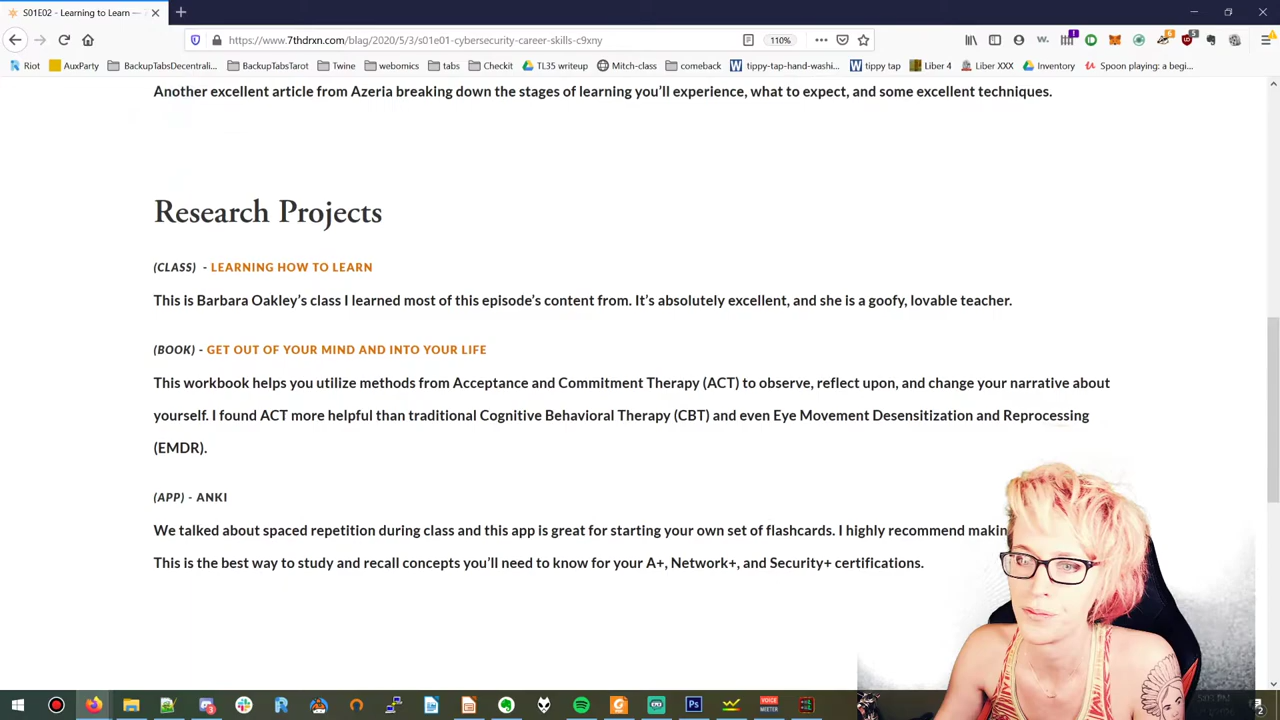 S01E02 - Learning to Learn —
https://www.7thdrxn.com/blag/2020/5/3/s01e01-cybersecurity-career-skills-c9xny
110%
Riot
AuxParty
BackupTabsDecentrali...
BackupTabsTarot
Twine
webomics
tabs
Checkit
TL35 writeup
Mitch-class
comeback
tippy-tap-hand-washi...
tippy tap
Liber 4
Liber XXX
Inventory
Spoon playing: a begi...
Another excellent article from Azeria breaking down the stages of learning you’ll experience, what to expect, and some excellent techniques.
Research Projects
(CLASS) - LEARNING HOW TO LEARN
This is Barbara Oakley’s class I learned most of this episode’s content from. It’s absolutely excellent, and she is a goofy, lovable teacher.
(BOOK) - GET OUT OF YOUR MIND AND INTO YOUR LIFE
This workbook helps you utilize methods from Acceptance and Commitment Therapy (ACT) to observe, reflect upon, and change your narrative about
yourself. I found ACT more helpful than traditional Cognitive Behavioral Therapy (CBT) and even Eye Movement Desensitization and Reprocessing
(EMDR).
(APP) - ANKI
We talked about spaced repetition during class and this app is great for starting your own set of flashcards. I highly recommend makin
This is the best way to study and recall concepts you’ll need to know for your A+, Network+, and Security+ certifications.
VOICE
MEETER
5:03 PM
2